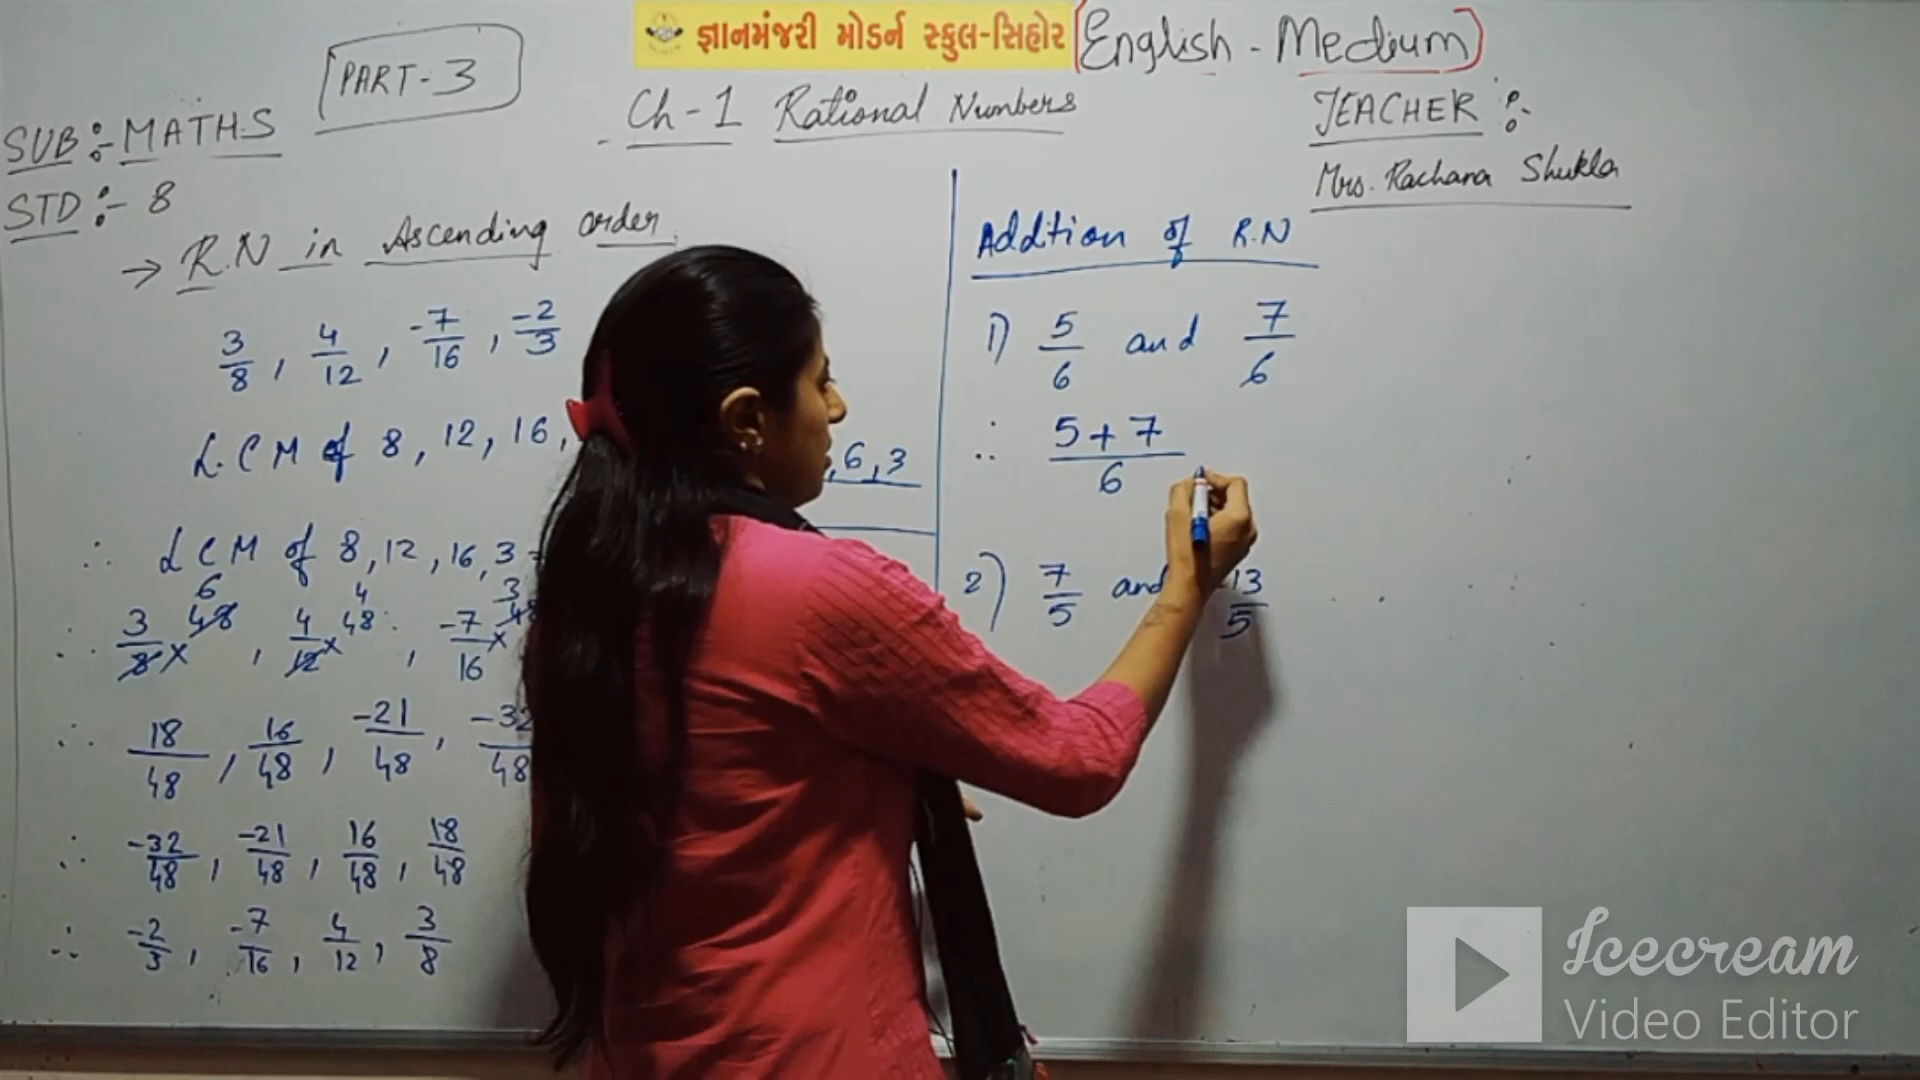 જ્ઞાનમંજરી મોડર્ન સ્કુલ-સિહોર (English - Medium)
PART-3
Ch-1 Rational Numbers
SUB:- MATHS
STD:- 8
TEACHER :-
Mrs. Rachana Shukla
→ R.N in Ascending order
3/8, 4/12, -7/16, -2/3
L.C.M of 8, 12, 16,
,6,3
∴ LCM of 8,12,16,3
6 4 3
∴ 3/8 × 48, 4/12 × 48, -7/16 × 48
∴ 18/48, 16/48, -21/48, -32/48
∴ -32/48, -21/48, 16/48, 18/48
∴ -2/3, -7/16, 4/12, 3/8
Addtion of R.N
1) 5/6 and 7/6
∴ 5+7/6
2) 7/5 and 13/5
Icecream
Video Editor